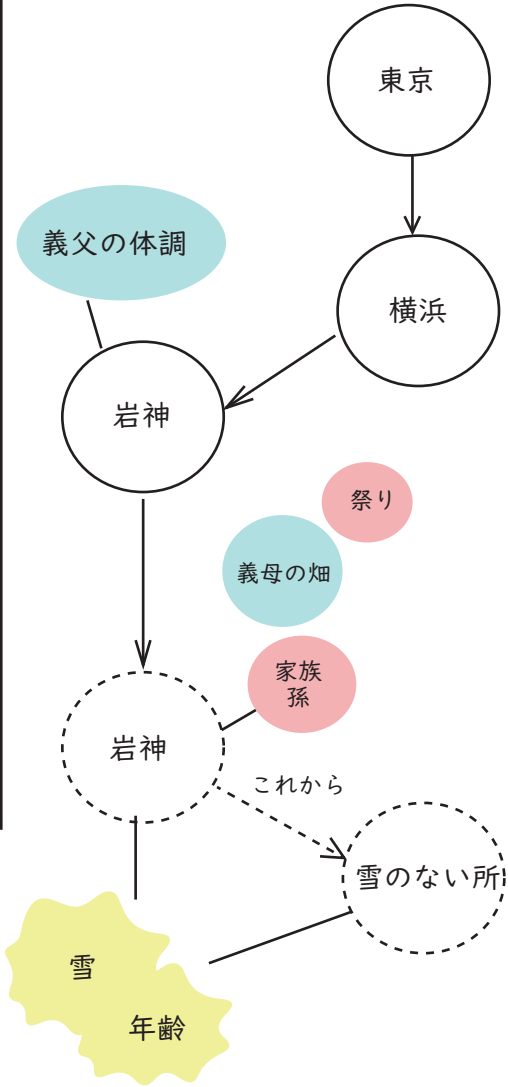 東京
義父の体調
横浜
岩神
祭り
義母の畑
家族
孫
岩神
これから
雪のない所
雪
年齢